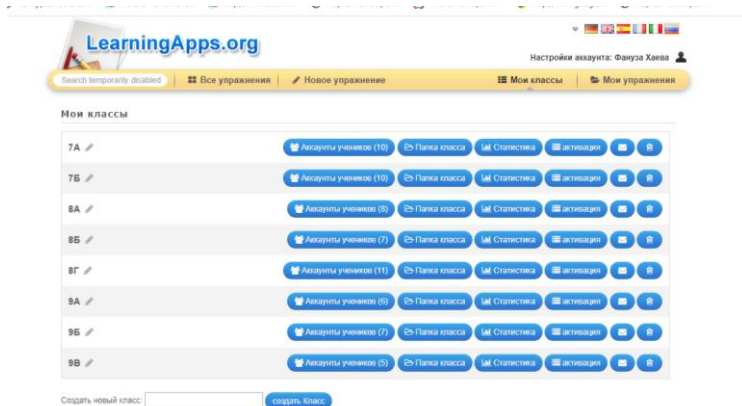 LearningApps.org
Настройки аккаунта: Фануза Хаева
Search temporarily disabled Все упражнения Новое упражнение Мои классы Мои упражнения
Мои классы
7А Аккаунты учеников (10) Папка класса Статистика активация
7Б Аккаунты учеников (10) Папка класса Статистика активация
8А Аккаунты учеников (8) Папка класса Статистика активация
8Б Аккаунты учеников (7) Папка класса Статистика активация
8Г Аккаунты учеников (11) Папка класса Статистика активация
9А Аккаунты учеников (6) Папка класса Статистика активация
9Б Аккаунты учеников (7) Папка класса Статистика активация
9В Аккаунты учеников (5) Папка класса Статистика активация
Создать новый класс: создать Класс